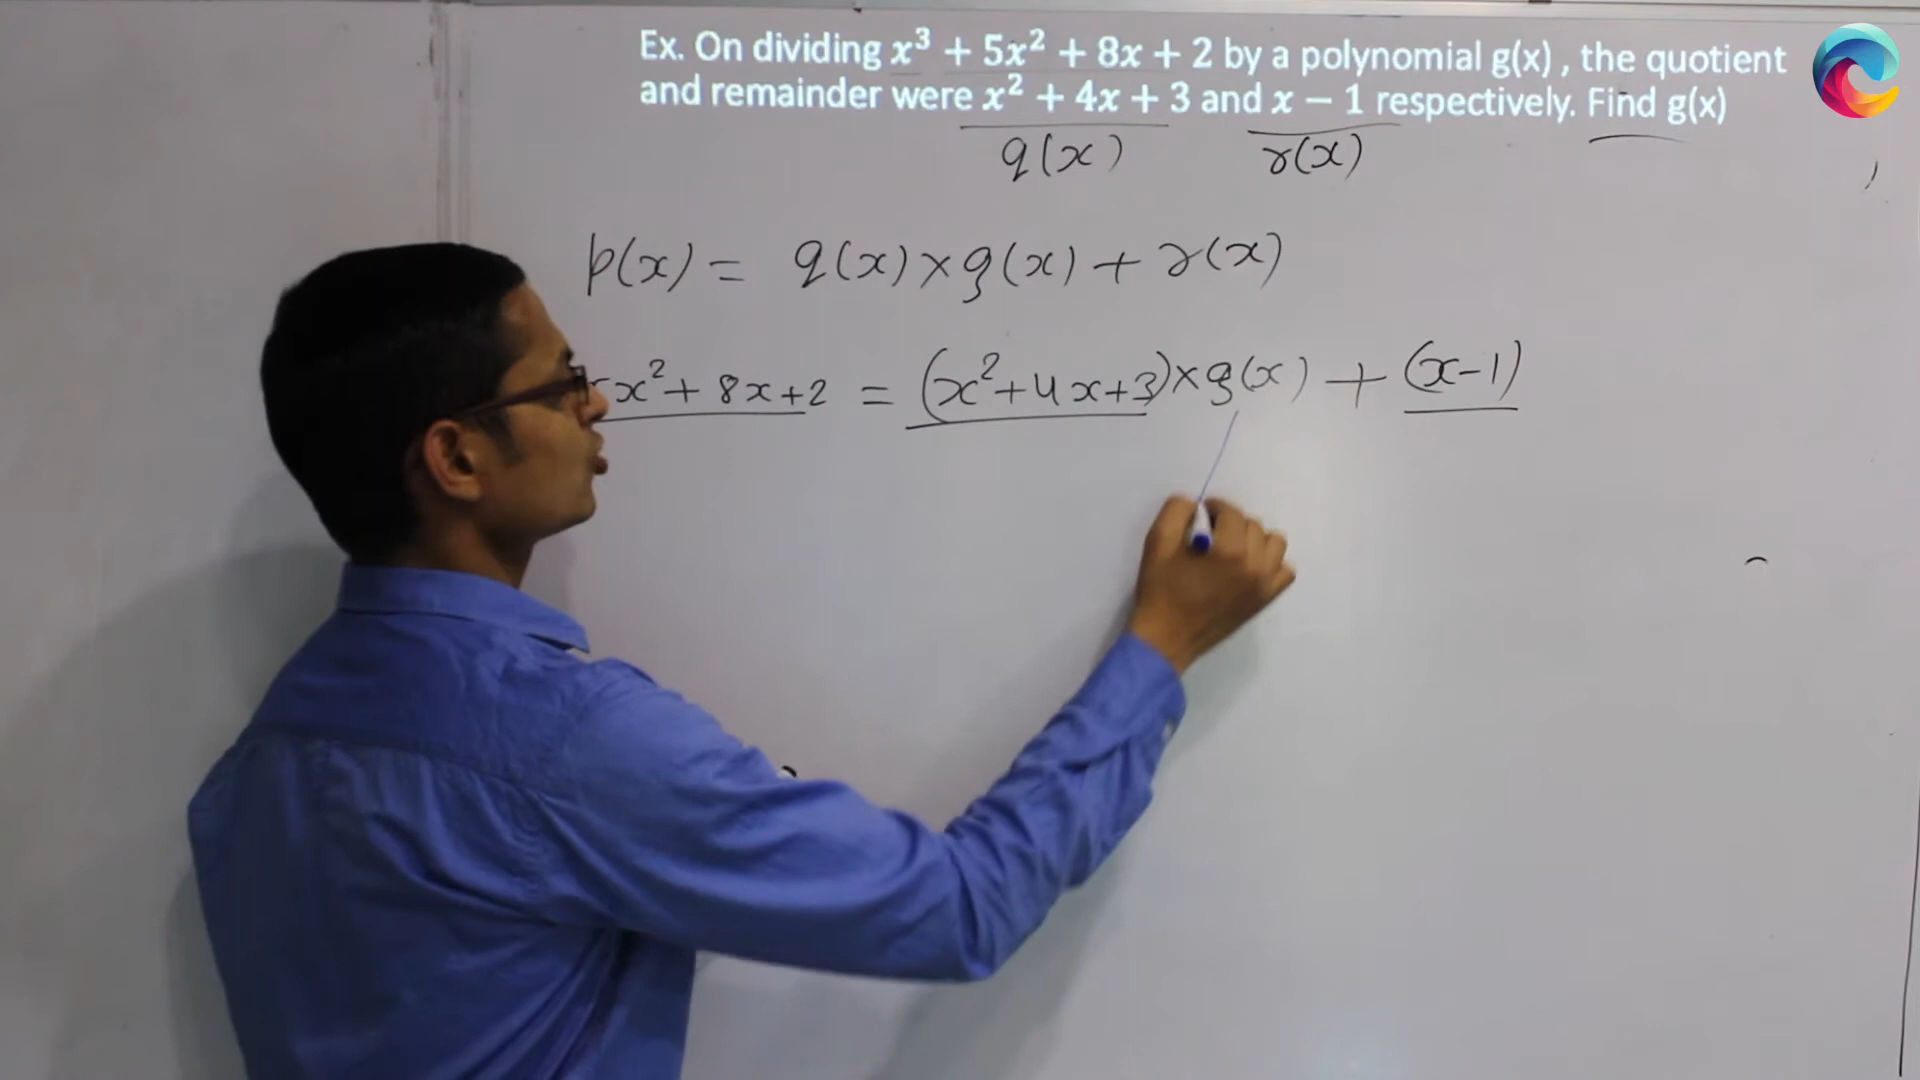 Ex. On dividing x³ + 5x² + 8x + 2 by a polynomial g(x) , the quotient
and remainder were x² + 4x + 3 and x − 1 respectively. Find g(x)
q(x) r(x)
p(x) = q(x) × g(x) + r(x)
x² + 8x + 2 = (x² + 4x + 3) × g(x) + (x - 1)